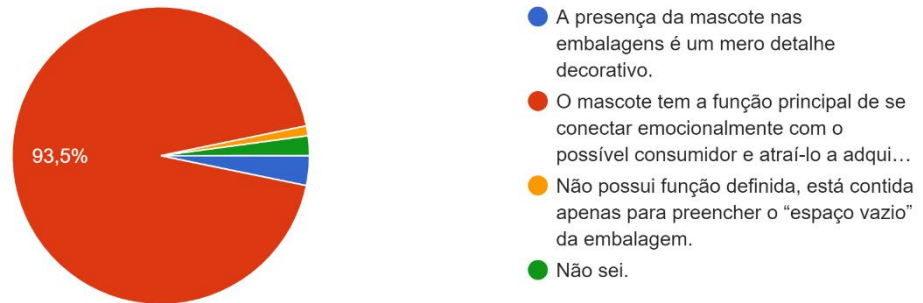 93,5%
A presença da mascote nas
embalagens é um mero detalhe
decorativo.
O mascote tem a função principal de se
conectar emocionalmente com o
possível consumidor e atraí-lo a adqui…
Não possui função definida, está contida
apenas para preencher o “espaço vazio”
da embalagem.
Não sei.